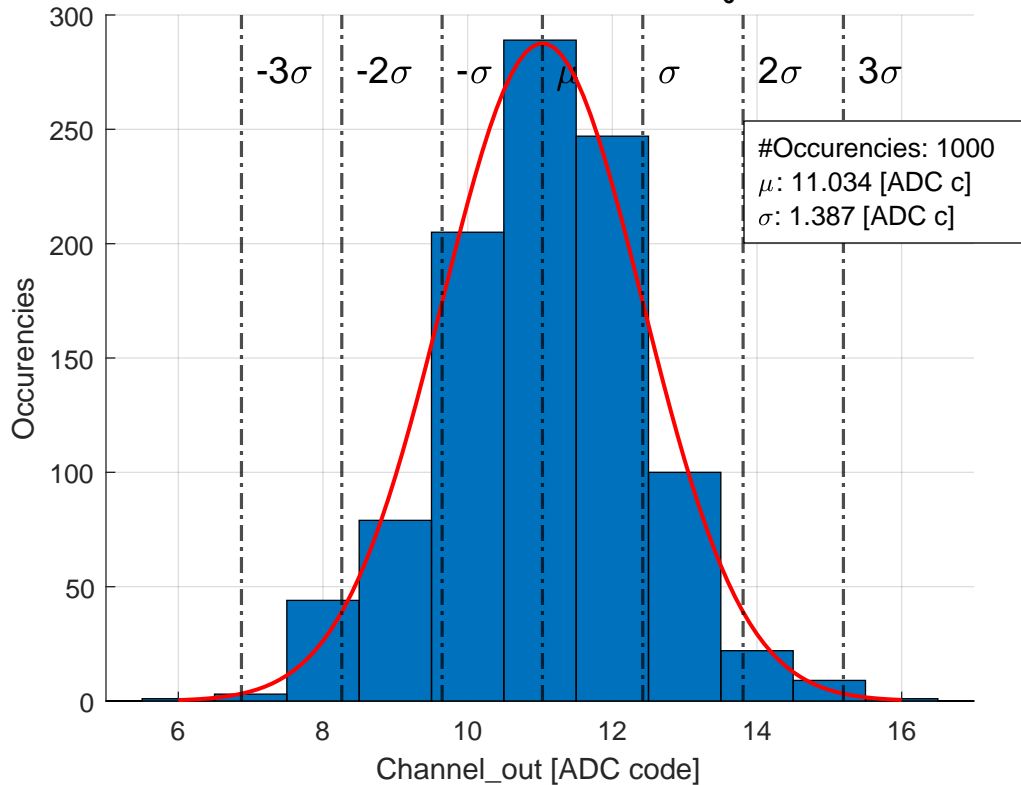 300
250
200
150
100
50
0
Occurencies
-3σ
-2σ
-σ
μ
σ
2σ
3σ
#Occurencies: 1000
μ: 11.034 [ADC c]
σ: 1.387 [ADC c]
6
8
10
12
14
16
Channel_out [ADC code]